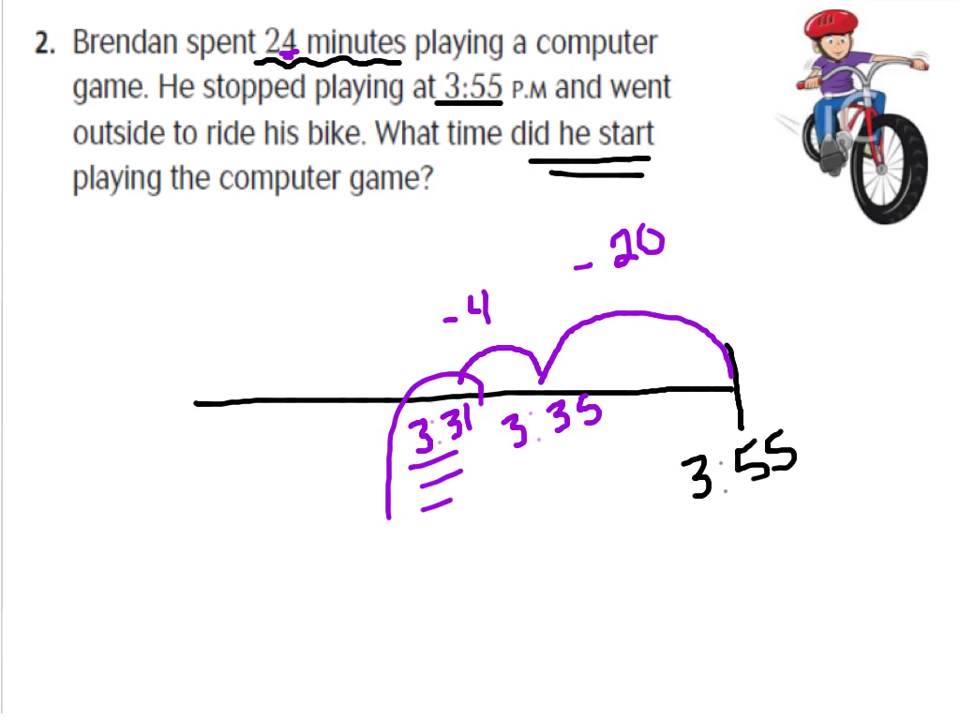 2. Brendan spent 24 minutes playing a computer
game. He stopped playing at 3:55 P.M and went
outside to ride his bike. What time did he start
playing the computer game?
- 20
- 4
3:31 3:35
3:55